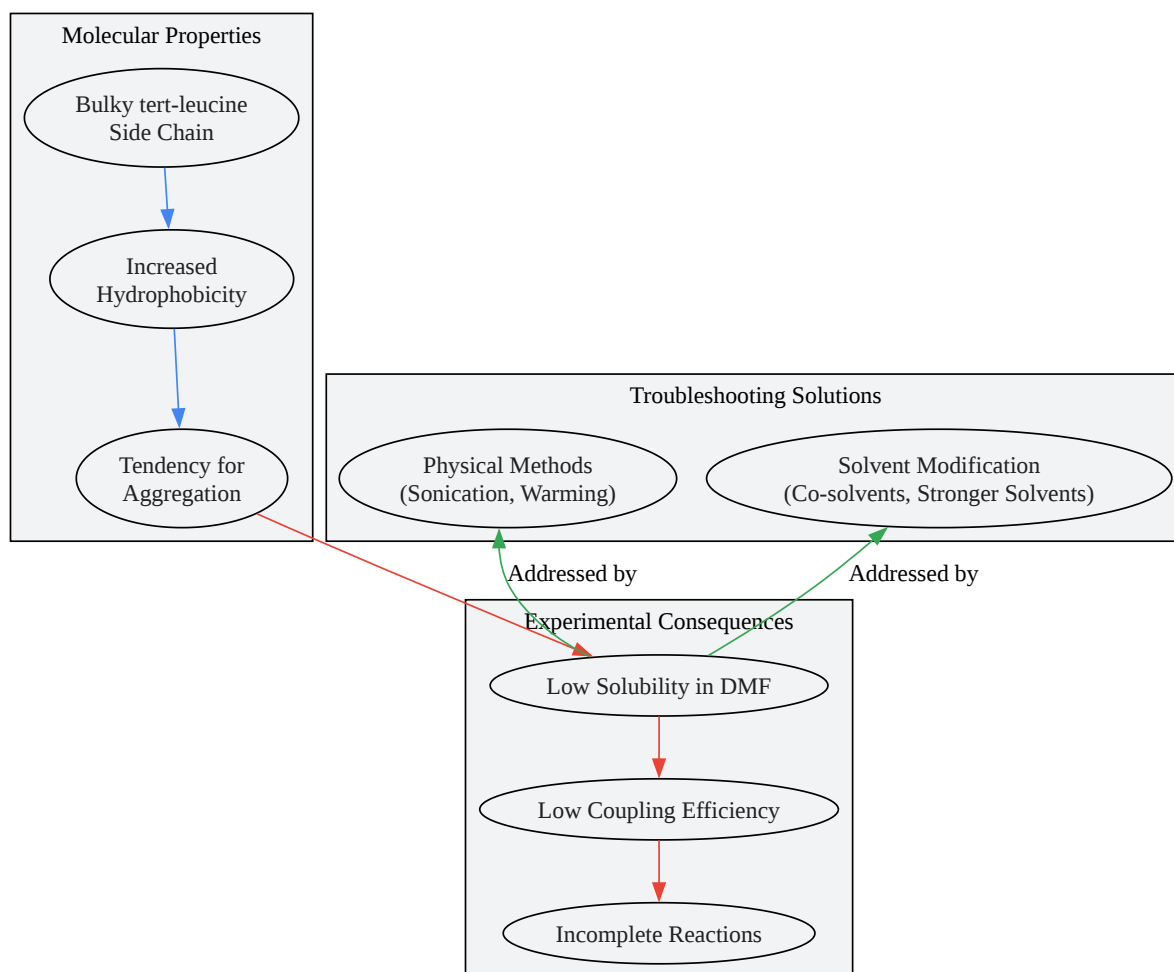 Molecular Properties
Bulky tert-leucine
Side Chain
Increased
Hydrophobicity
Tendency for
Aggregation
Troubleshooting Solutions
Physical Methods
(Sonication, Warming)
Solvent Modification
(Co-solvents, Stronger Solvents)
Addressed by
Addressed by
Experimental Consequences
Low Solubility in DMF
Low Coupling Efficiency
Incomplete Reactions